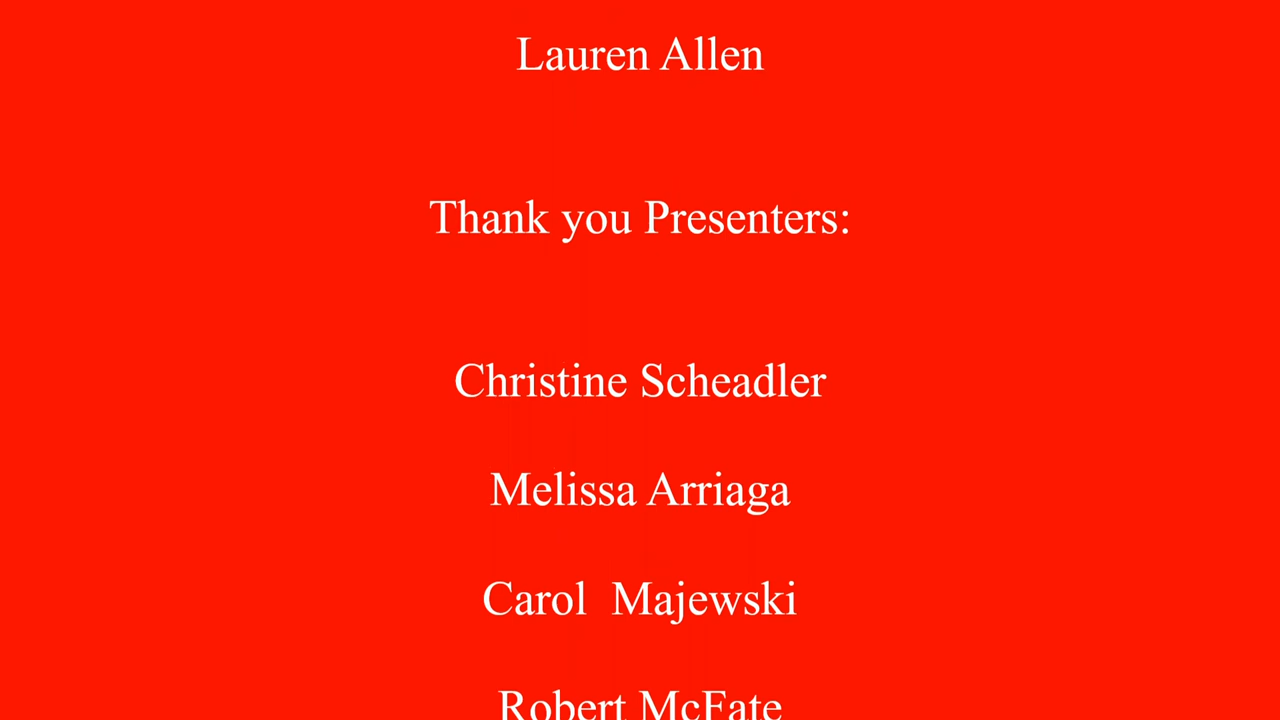 Lauren Allen
Thank you Presenters:
Christine Scheadler
Melissa Arriaga
Carol  Majewski
Robert McFate